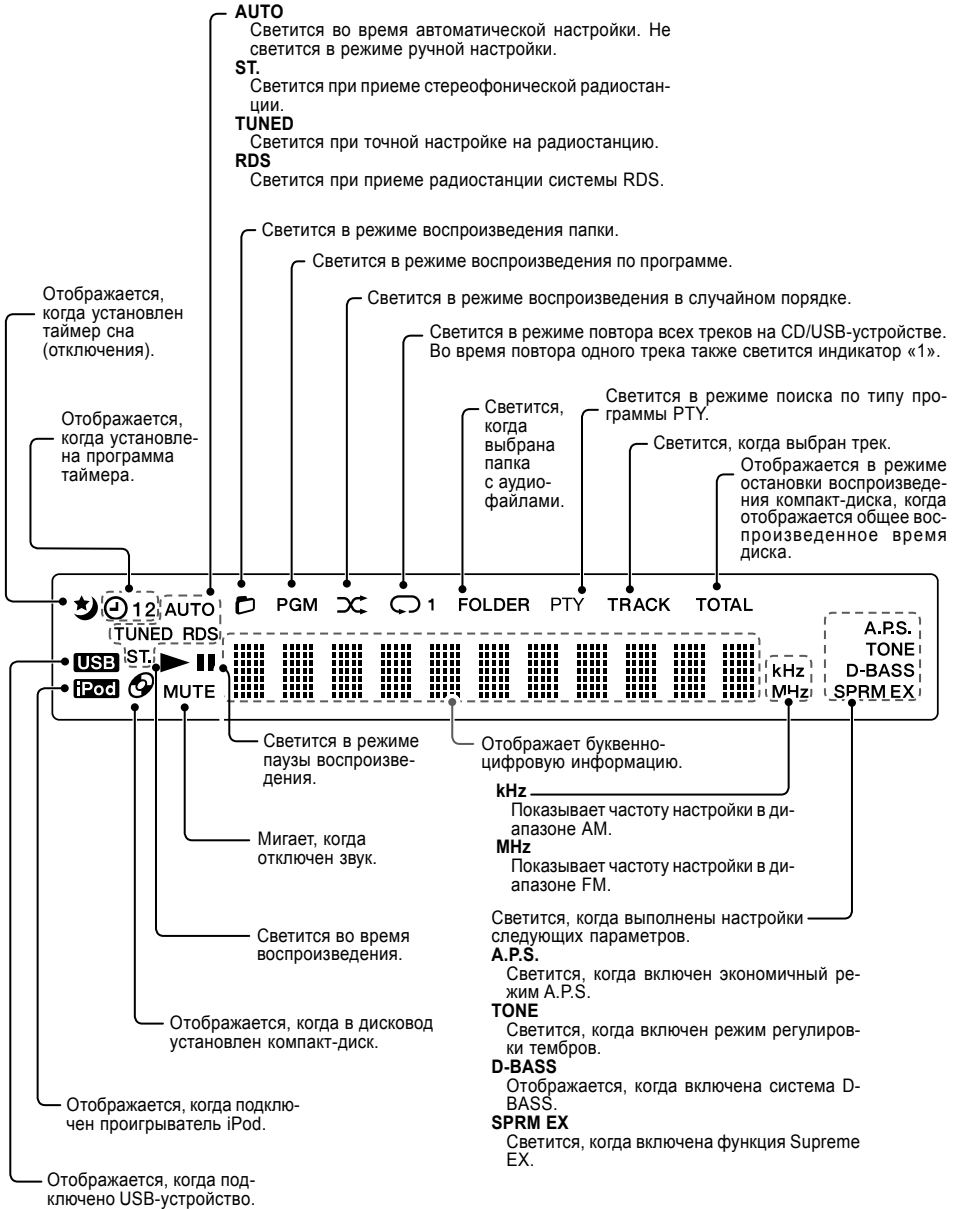 AUTO
Светится во время автоматической настройки. Не
светится в режиме ручной настройки.
ST.
Светится при приеме стереофонической радиостан-
ции.
TUNED
Светится при точной настройке на радиостанцию.
RDS
Светится при приеме радиостанции системы RDS.
Светится в режиме воспроизведения папки.
Светится в режиме воспроизведения по программе.
Светится в режиме воспроизведения в случайном порядке.
Светится в режиме повтора всех треков на CD/USB-устройстве.
Во время повтора одного трека также светится индикатор «1».
Отображается,
когда установлен
таймер сна
(отключения).
Отображается,
когда установле-
на программа
таймера.
Светится,
когда
выбрана
папка
с аудио-
файлами.
Светится в режиме поиска по типу про-
граммы PTY.
Светится, когда выбран трек.
Отображается в режиме
остановки воспроизведе-
ния компакт-диска, когда
отображается общее вос-
произведенное время
диска.
12 AUTO PGM 1 FOLDER PTY TRACK TOTAL
TUNED RDS
USB ST.
iPod MUTE
kHz
MHz
A.P.S.
TONE
D-BASS
SPRM EX
Светится в режиме
паузы воспроизве-
дения.
Мигает, когда
отключен звук.
Светится во время
воспроизведения.
Отображается, когда в дисковод
установлен компакт-диск.
Отображается, когда подклю-
чен проигрыватель iPod.
Отображается, когда под-
ключено USB-устройство.
Отображает буквенно-
цифровую информацию.
kHz
Показывает частоту настройки в ди-
апазоне AM.
MHz
Показывает частоту настройки в ди-
апазоне FM.
Светится, когда выполнены настройки
следующих параметров.
A.P.S.
Светится, когда включен экономичный ре-
жим A.P.S.
TONE
Светится, когда включен режим регулиров-
ки тембров.
D-BASS
Отображается, когда включена система D-
BASS.
SPRM EX
Светится, когда включена функция Supreme
EX.